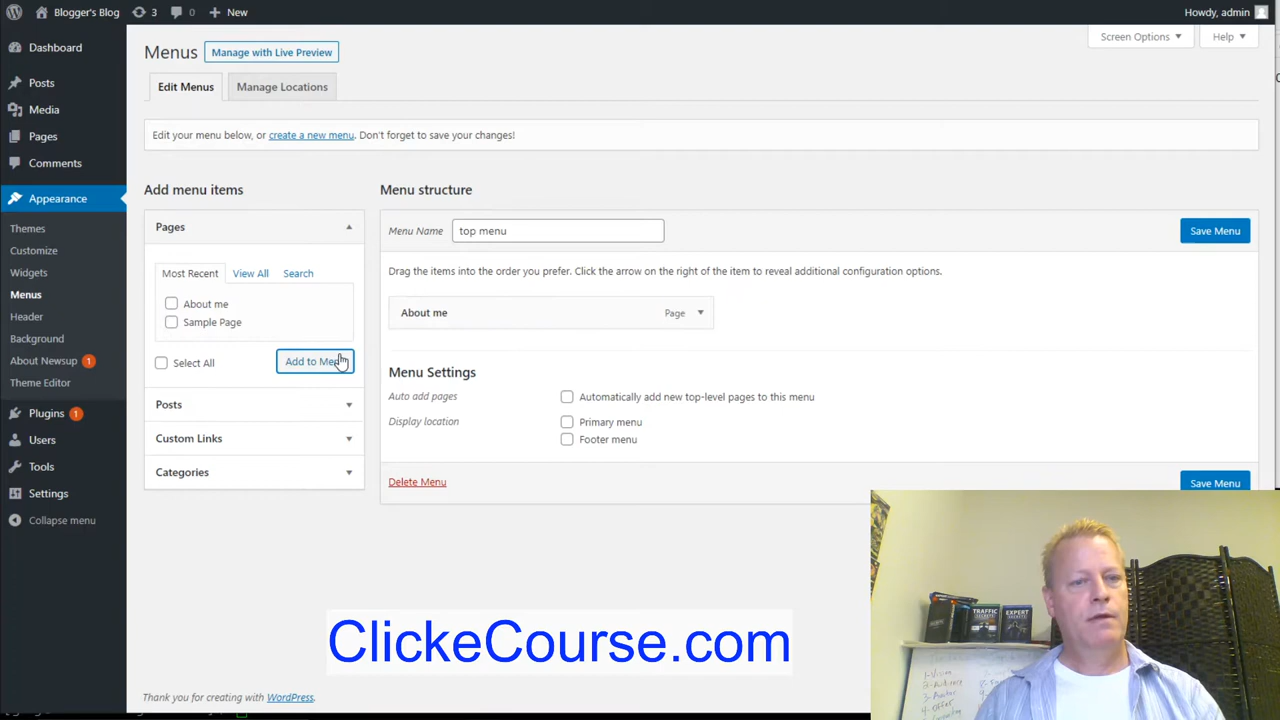 Blogger's Blog 3 0 + New Howdy, admin
Dashboard
Posts
Media
Pages
Comments
Appearance
Themes
Customize
Widgets
Menus
Header
Background
About Newsup 1
Theme Editor
Plugins 1
Users
Tools
Settings
Collapse menu
Menus Manage with Live Preview
Screen Options Help
Edit Menus Manage Locations
Edit your menu below, or create a new menu. Don't forget to save your changes!
Add menu items
Pages
Most Recent View All Search
About me
Sample Page
Select All
Posts
Custom Links
Categories
Menu structure
Menu Name top menu Save Menu
Drag the items into the order you prefer. Click the arrow on the right of the item to reveal additional configuration options.
About me Page
Menu Settings
Auto add pages Automatically add new top-level pages to this menu
Display location Primary menu
Footer menu
Delete Menu Save Menu
TRAFFIC SECRETS
EXPERT SECRETS
ClickeCourse.com
Thank you for creating with WordPress.